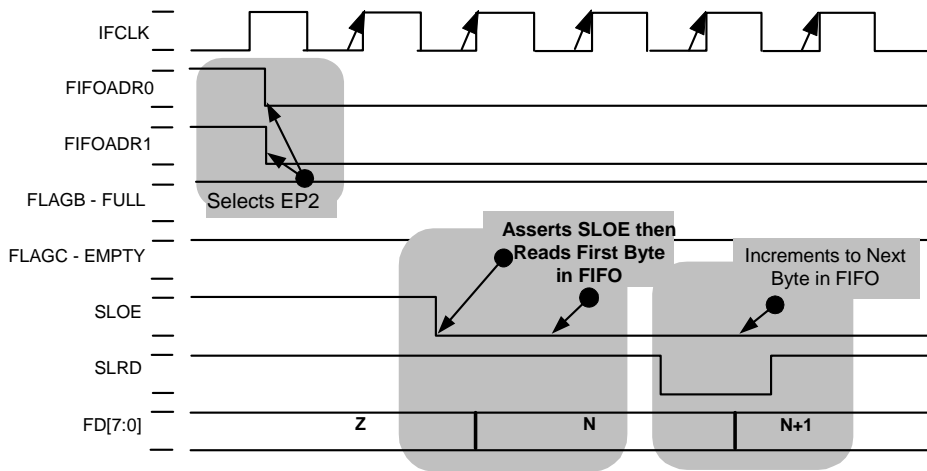 IFCLK
FIFOADR0
FIFOADR1
Selects EP2
FLAGB - FULL
Asserts SLOE then
Reads First Byte
in FIFO
FLAGC - EMPTY
Increments to Next
Byte in FIFO
SLOE
SLRD
FD[7:0]
Z
N
N+1